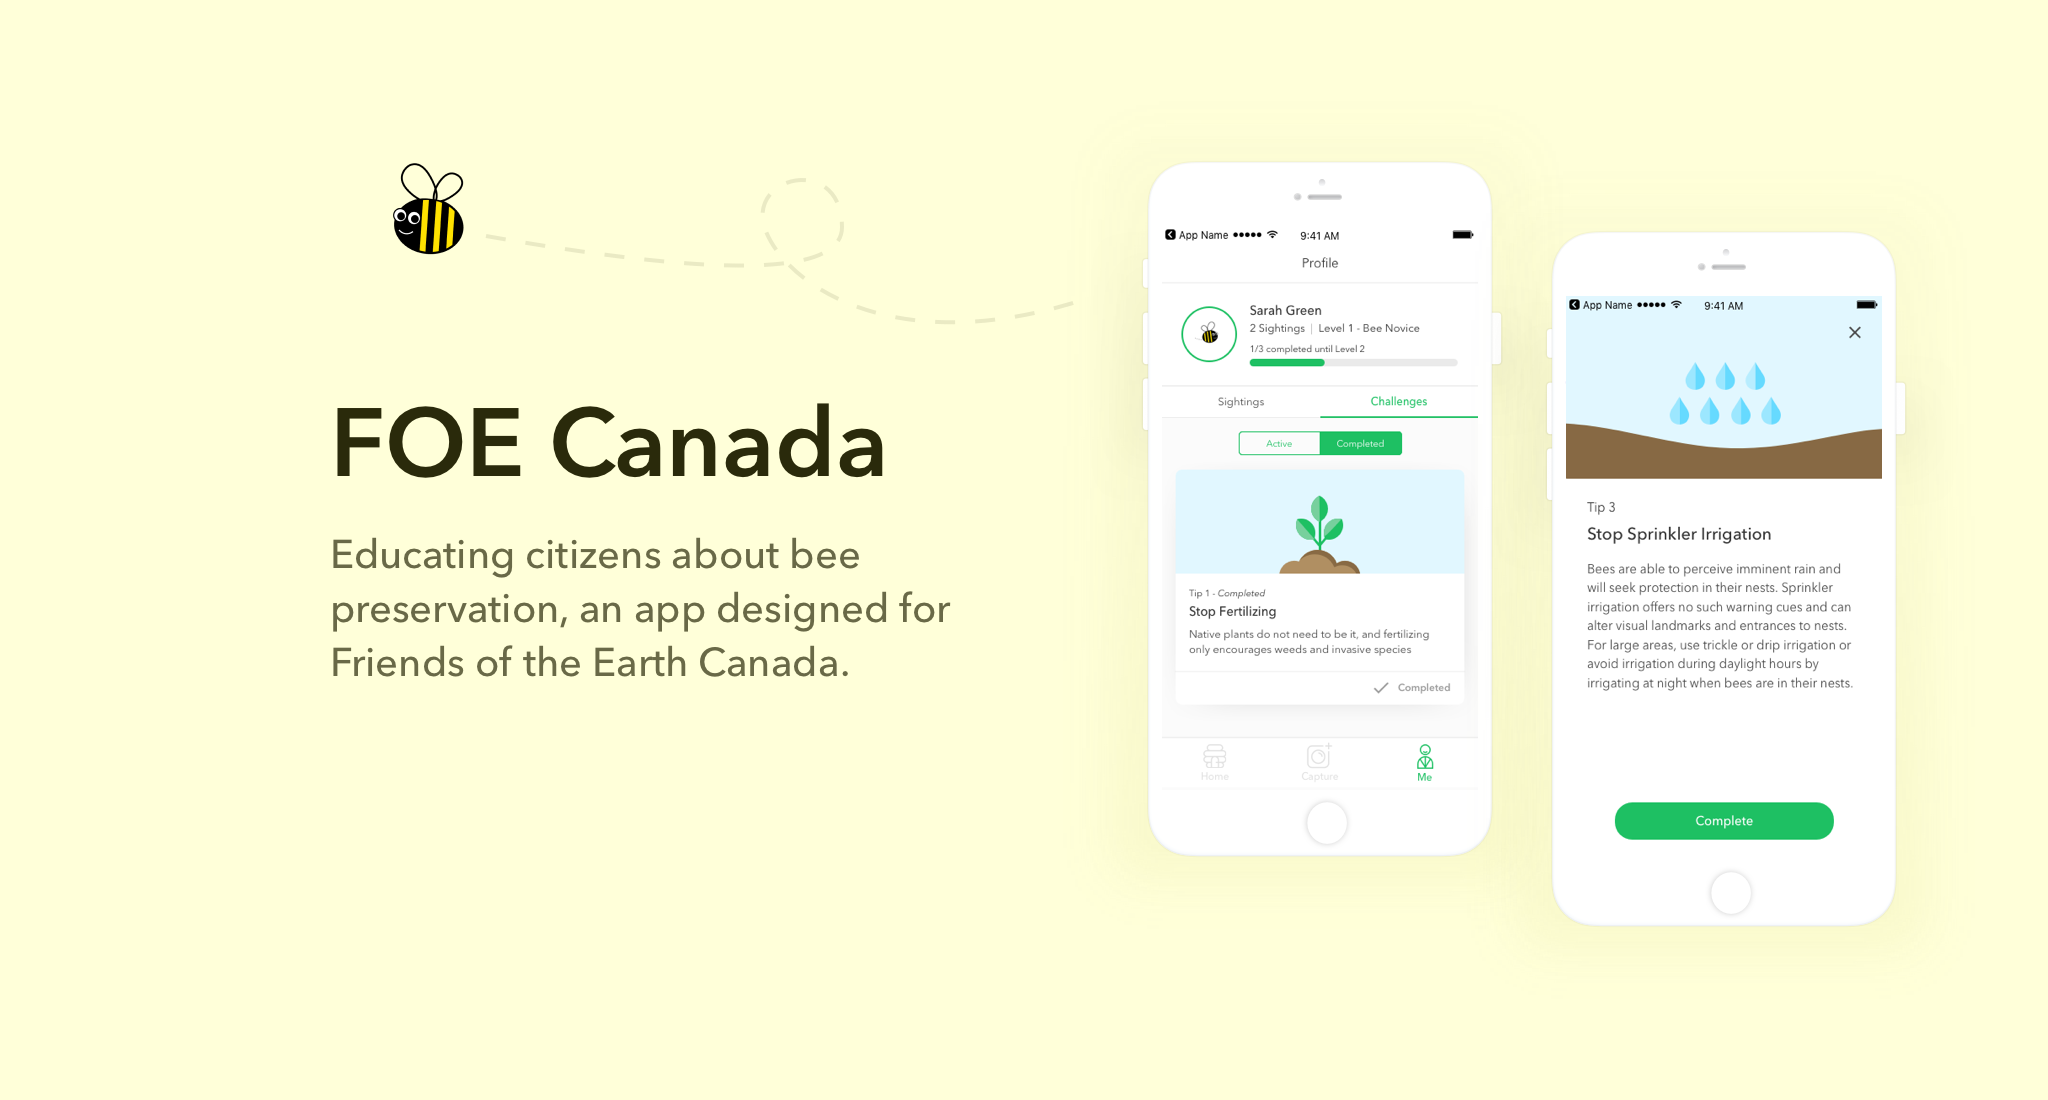 FOE Canada
Educating citizens about bee
preservation, an app designed for
Friends of the Earth Canada.
App Name 9:41 AM
Profile
Sarah Green
2 Sightings | Level 1 - Bee Novice
1/3 completed until Level 2
Sightings Challenges
Active Completed
Tip 1 - Completed
Stop Fertilizing
Native plants do not need to be it, and fertilizing
only encourages weeds and invasive species
Completed
Home Capture Me
App Name 9:41 AM
Tip 3
Stop Sprinkler Irrigation
Bees are able to perceive imminent rain and
will seek protection in their nests. Sprinkler
irrigation offers no such warning cues and can
alter visual landmarks and entrances to nests.
For large areas, use trickle or drip irrigation or
avoid irrigation during daylight hours by
irrigating at night when bees are in their nests.
Complete